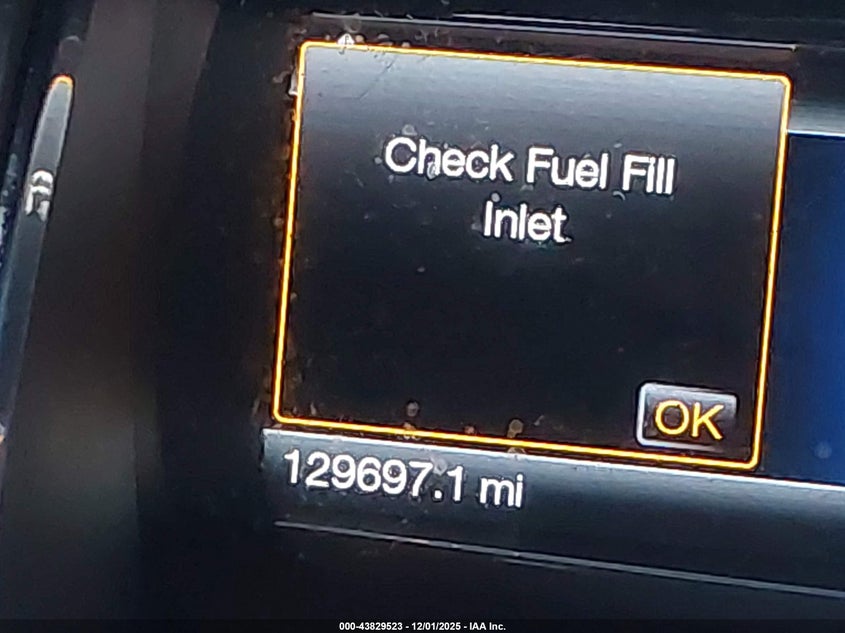 Check Fuel Fill
Inlet
OK
129697.1 mi
000-43829523 - 12/01/2025 - IAA Inc.